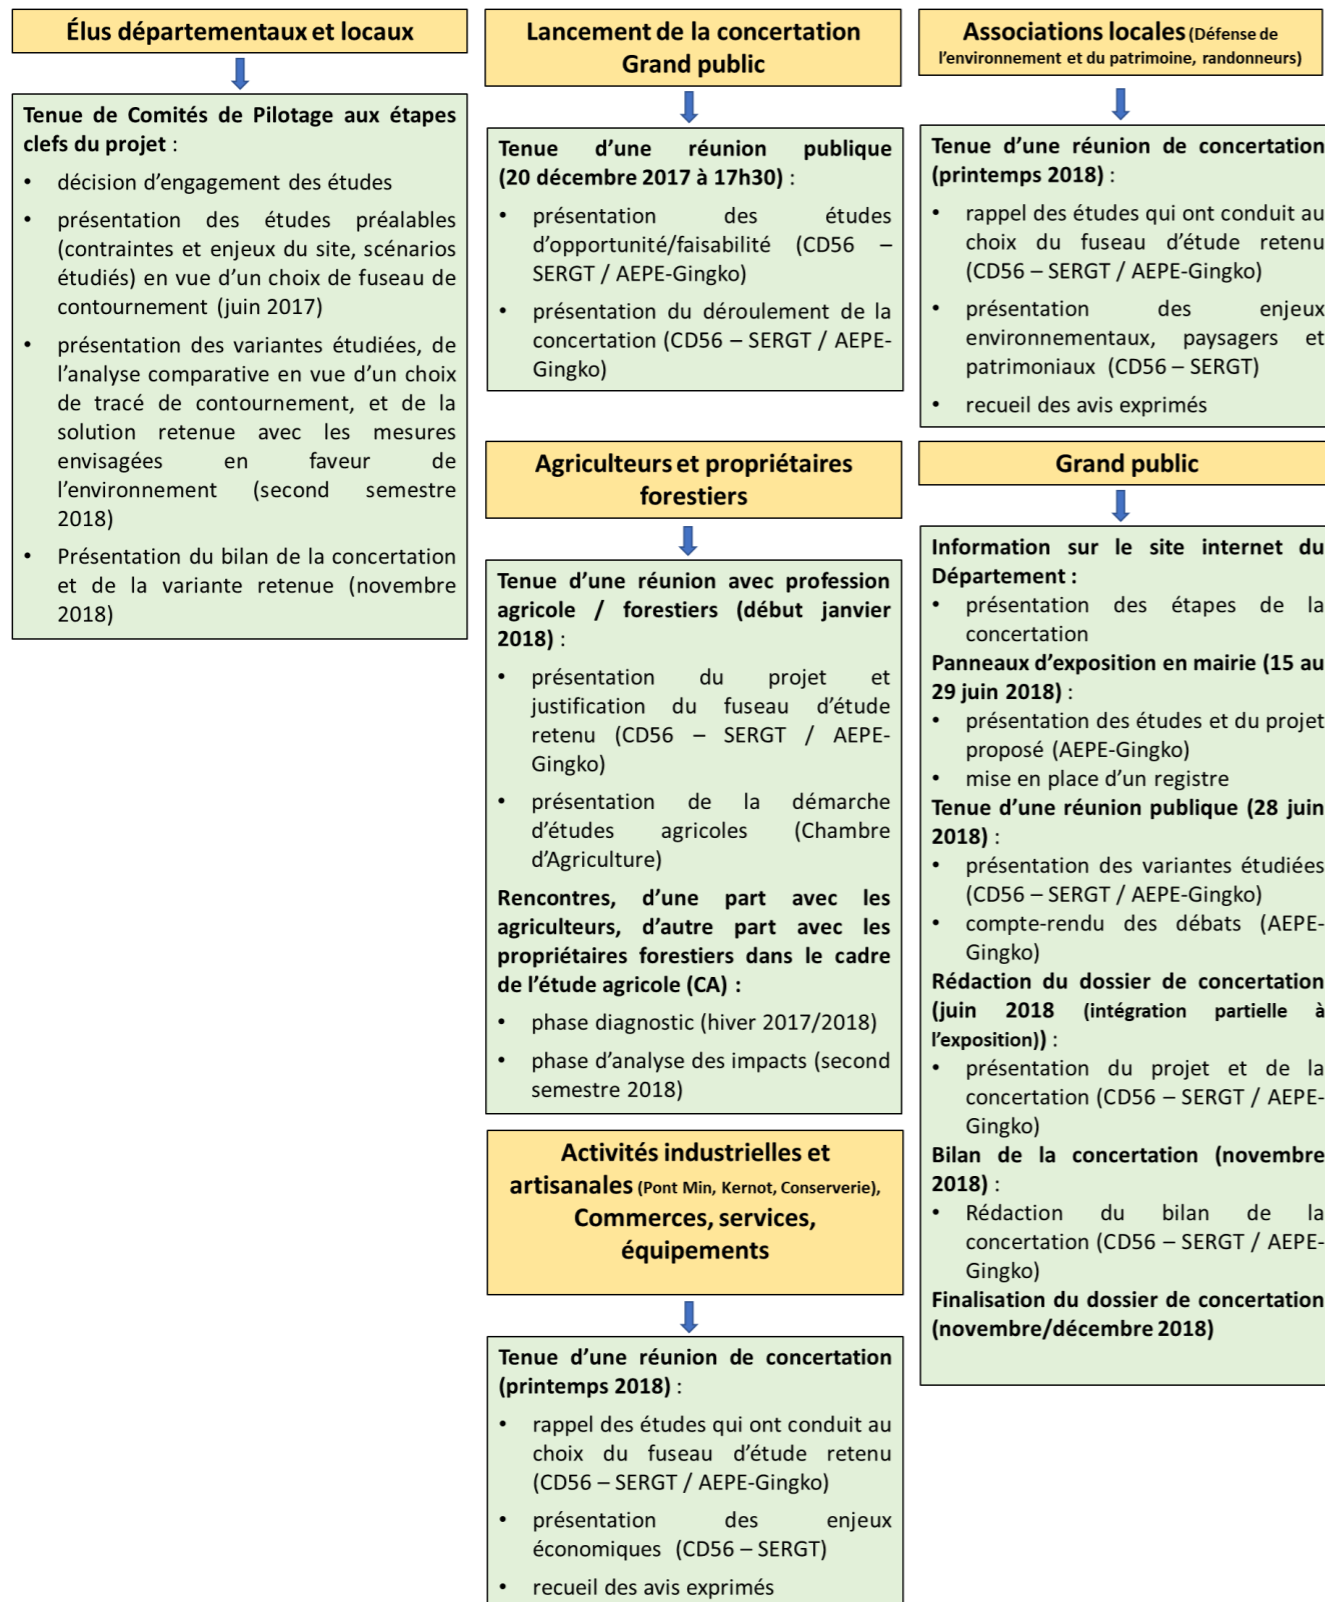 Élus départementaux et locaux
Tenue de Comités de Pilotage aux étapes
clefs du projet :
• décision d’engagement des études
• présentation des études préalables
(contraintes et enjeux du site, scénarios
étudiés) en vue d’un choix de fuseau de
contournement (juin 2017)
• présentation des variantes étudiées, de
l’analyse comparative en vue d’un choix
de tracé de contournement, et de la
solution retenue avec les mesures
envisagées en faveur de
l’environnement (second semestre
2018)
• Présentation du bilan de la concertation
et de la variante retenue (novembre
2018)
Lancement de la concertation
Grand public
Tenue d’une réunion publique
(20 décembre 2017 à 17h30) :
• présentation des études
d’opportunité/faisabilité (CD56 –
SERGT / AEPE-Gingko)
• présentation du déroulement de la
concertation (CD56 – SERGT / AEPE-
Gingko)
Agriculteurs et propriétaires
forestiers
Tenue d’une réunion avec profession
agricole / forestiers (début janvier
2018) :
• présentation du projet et
justification du fuseau d’étude
retenu (CD56 – SERGT / AEPE-
Gingko)
• présentation de la démarche
d’études agricoles (Chambre
d’Agriculture)
Rencontres, d’une part avec les
agriculteurs, d’autre part avec les
propriétaires forestiers dans le cadre
de l’étude agricole (CA) :
• phase diagnostic (hiver 2017/2018)
• phase d’analyse des impacts (second
semestre 2018)
Activités industrielles et
artisanales (Pont Min, Kernot, Conserverie),
Commerces, services,
équipements
Tenue d’une réunion de concertation
(printemps 2018) :
• rappel des études qui ont conduit au
choix du fuseau d’étude retenu
(CD56 – SERGT / AEPE-Gingko)
• présentation des enjeux
économiques (CD56 – SERGT)
• recueil des avis exprimés
Associations locales (Défense de
l’environnement et du patrimoine, randonneurs)
Tenue d’une réunion de concertation
(printemps 2018) :
• rappel des études qui ont conduit au
choix du fuseau d’étude retenu
(CD56 – SERGT / AEPE-Gingko)
• présentation des enjeux
environnementaux, paysagers et
patrimoniaux (CD56 – SERGT)
• recueil des avis exprimés
Grand public
Information sur le site internet du
Département :
• présentation des étapes de la
concertation
Panneaux d’exposition en mairie (15 au
29 juin 2018) :
• présentation des études et du projet
proposé (AEPE-Gingko)
• mise en place d’un registre
Tenue d’une réunion publique (28 juin
2018) :
• présentation des variantes étudiées
(CD56 – SERGT / AEPE-Gingko)
• compte-rendu des débats (AEPE-
Gingko)
Rédaction du dossier de concertation
(juin 2018 (intégration partielle à
l’exposition)) :
• présentation du projet et de la
concertation (CD56 – SERGT / AEPE-
Gingko)
Bilan de la concertation (novembre
2018) :
• Rédaction du bilan de la
concertation (CD56 – SERGT / AEPE-
Gingko)
Finalisation du dossier de concertation
(novembre/décembre 2018)